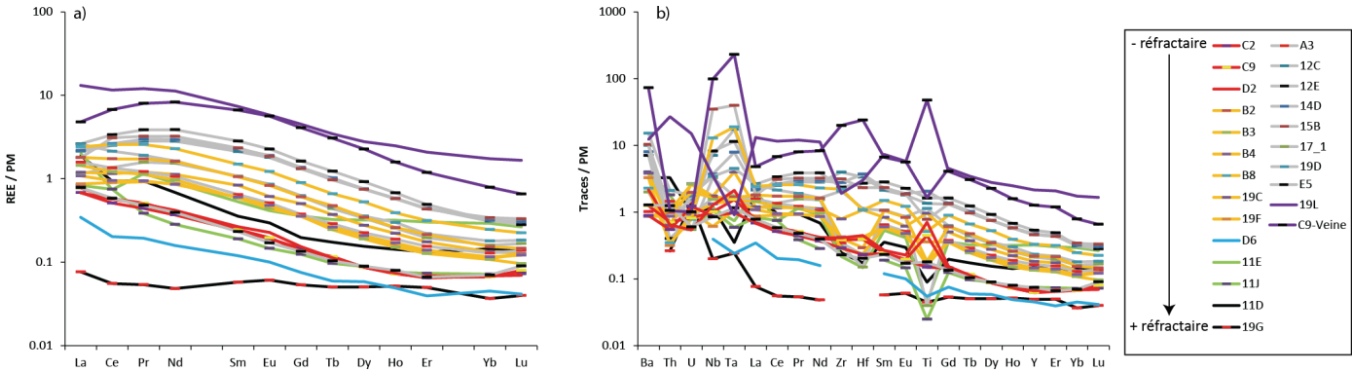 a)
REE / PM
100
10
1
0.1
0.01
La Ce Pr Nd Sm Eu Gd Tb Dy Ho Er Yb Lu
b)
Traces / PM
1000
100
10
1
0.1
0.01
Ba Th U Nb Ta La Ce Pr Nd Zr Hf Sm Eu Ti Gd Tb Dy Ho Y Er Yb Lu
- réfractaire
+ réfractaire
C2
C9
D2
B2
B3
B4
B8
19C
19F
D6
11E
11J
11D
19G
A3
12C
12E
14D
15B
17_1
19D
E5
19L
C9-Veine